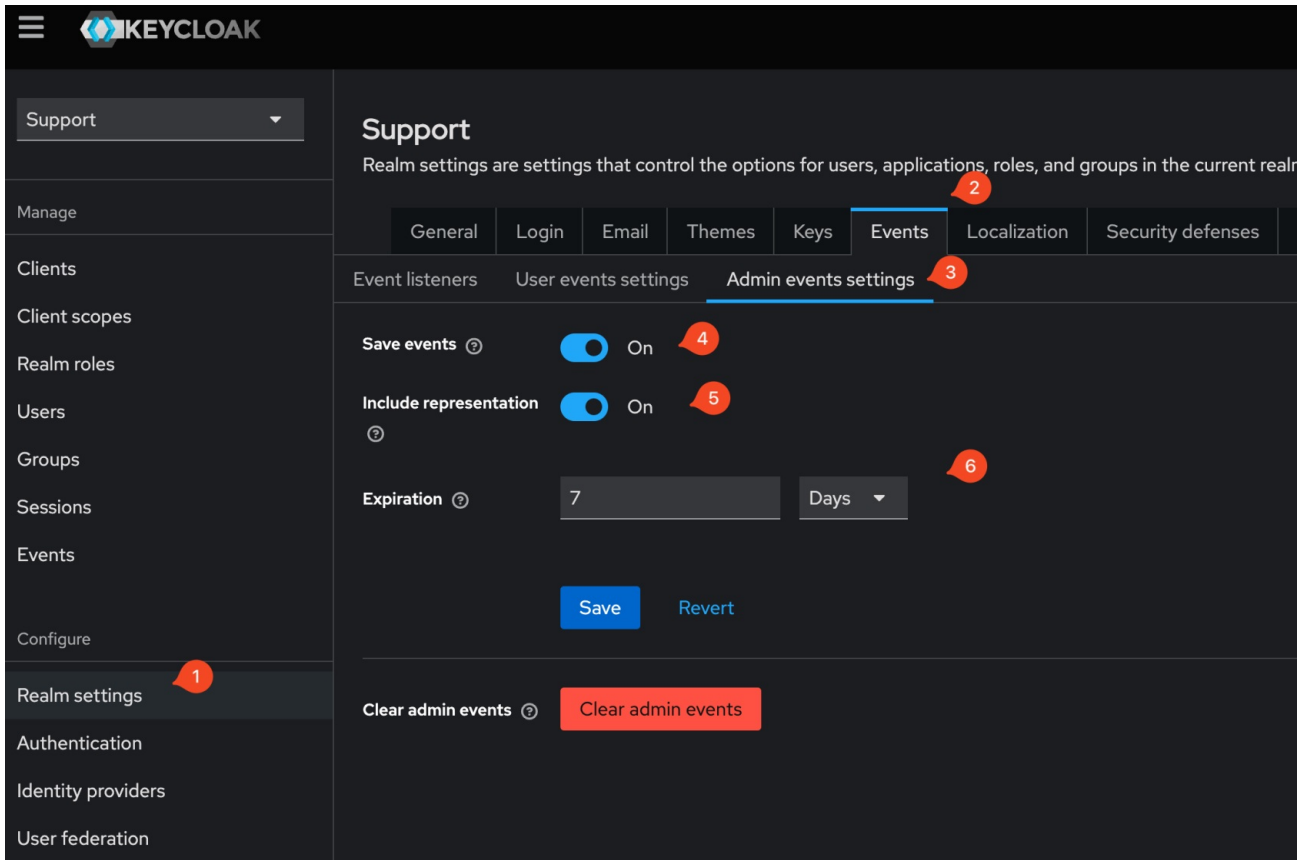 KEYCLOAK
Support
Manage
Clients
Client scopes
Realm roles
Users
Groups
Sessions
Events
Configure
Realm settings
1
Authentication
Identity providers
User federation
Support
Realm settings are settings that control the options for users, applications, roles, and groups in the current realm
2
General Login Email Themes Keys Events Localization Security defenses
Event listeners User events settings Admin events settings 3
Save events ? On 4
Include representation ? On 5
Expiration ? 7 Days 6
Save Revert
Clear admin events ? Clear admin events